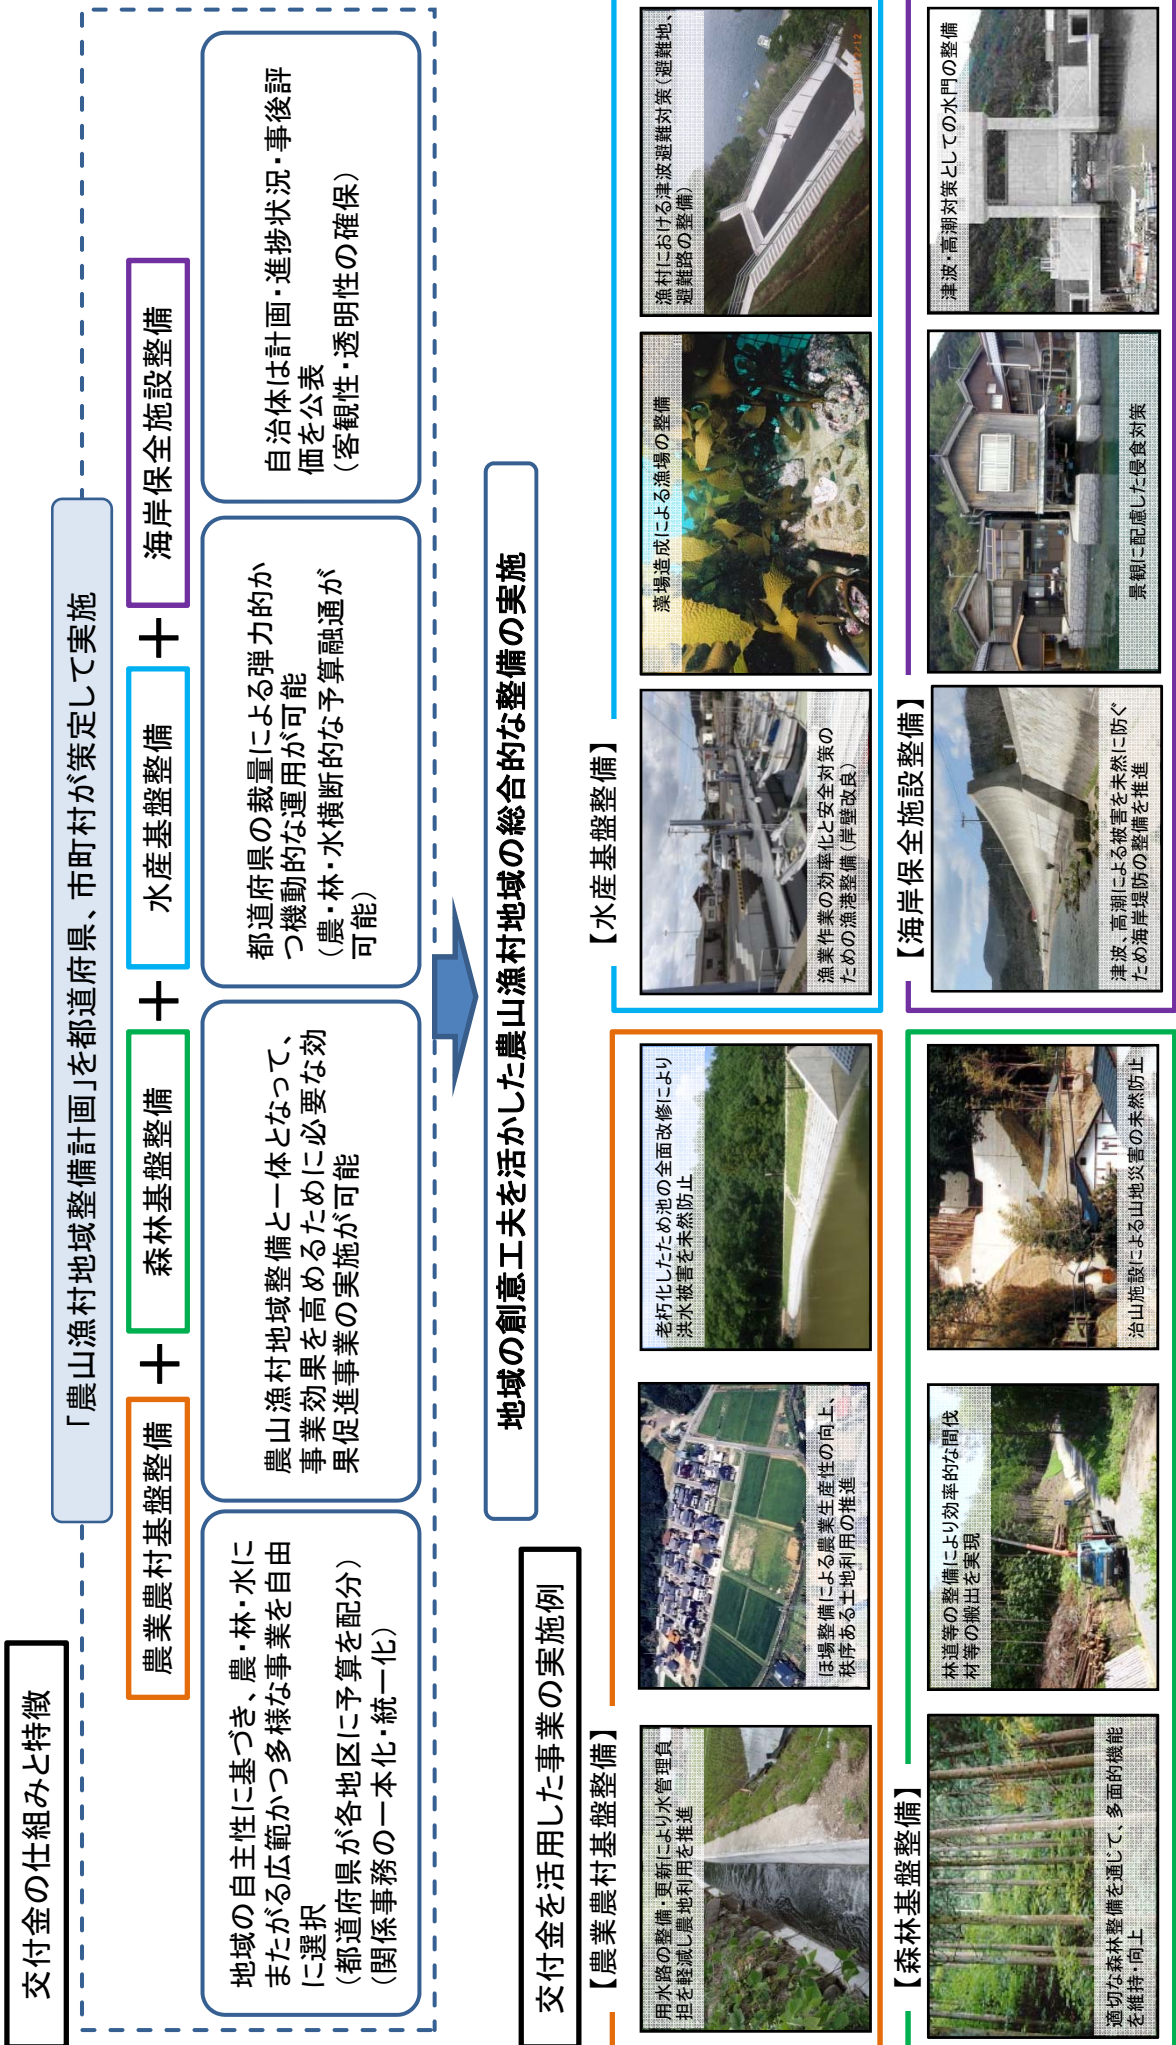 交付金の仕組みと特徴
「農山漁村地域整備計画」を都道府県、市町村が策定して実施
農業農村基盤整備
＋
森林基盤整備
＋
水産基盤整備
＋
海岸保全施設整備
地域の自主性に基づき、農・林・水に
またがる広範かつ多様な事業を自由
に選択
（都道府県が各地区に予算を配分）
（関係事務の一本化・統一化）
農山漁村地域整備と一体となって、
事業効果を高めるために必要な効
果促進事業の実施が可能
都道府県の裁量による弾力的か
つ機動的な運用が可能
（農・林・水横断的な予算融通が
可能）
自治体は計画・進捗状況・事後評
価を公表
（客観性・透明性の確保）
地域の創意工夫を活かした農山漁村地域の総合的な整備の実施
交付金を活用した事業の実施例
【農業農村基盤整備】
用水路の整備・更新により水管理負
担を軽減し農地利用を推進
ほ場整備による農業生産性の向上、
秩序ある土地利用の推進
老朽化したため池の全面改修により
洪水被害を未然防止
【水産基盤整備】
漁業作業の効率化と安全対策の
ための漁港整備（岸壁改良）
藻場造成による漁場の整備
漁村における津波避難対策（避難地、
避難路の整備）
【森林基盤整備】
適切な森林整備を通じて、多面的機能
を維持・向上
林道等の整備により効率的な間伐
材等の搬出を実現
治山施設による山地災害の未然防止
【海岸保全施設整備】
津波、高潮による被害を未然に防ぐ
ため海岸堤防の整備を推進
景観に配慮した侵食対策
津波・高潮対策としての水門の整備